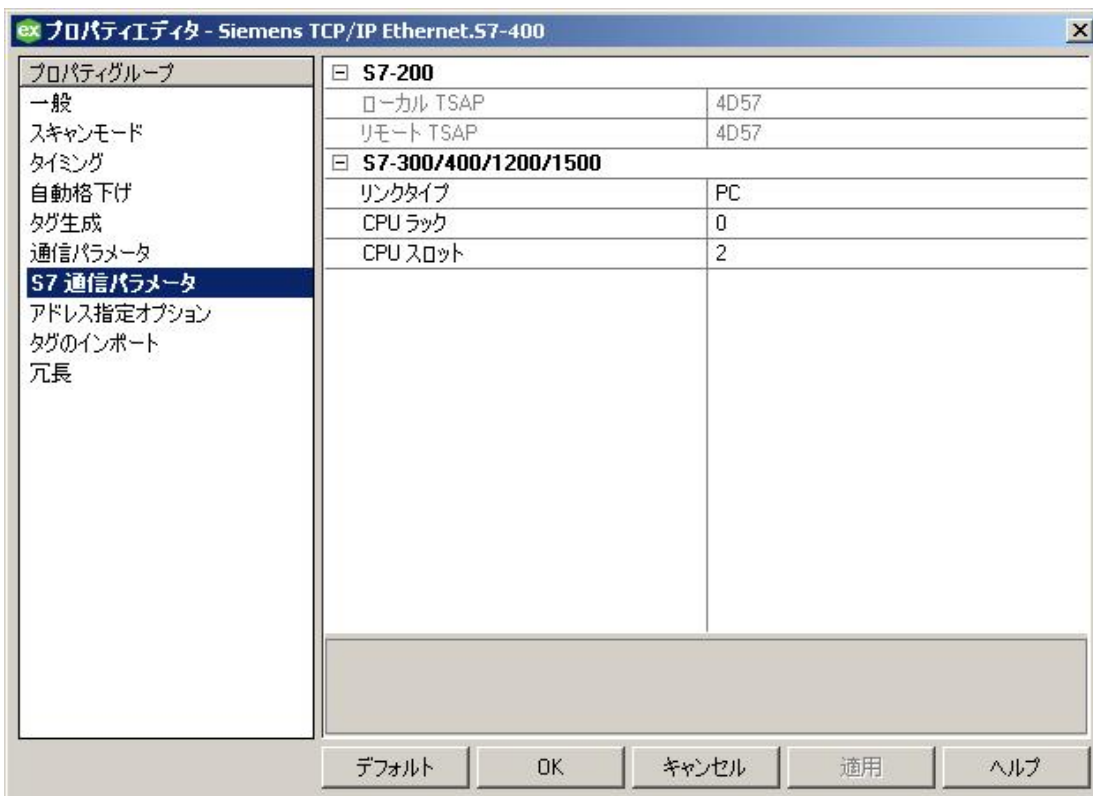 ex プロパティエディタ - Siemens TCP/IP Ethernet.S7-400
プロパティグループ
一般
スキャンモード
タイミング
自動格下げ
タグ生成
通信パラメータ
S7 通信パラメータ
アドレス指定オプション
タグのインポート
冗長
S7-200
ローカル TSAP 4D57
リモート TSAP 4D57
S7-300/400/1200/1500
リンクタイプ PC
CPU ラック 0
CPU スロット 2
デフォルト OK キャンセル 適用 ヘルプ